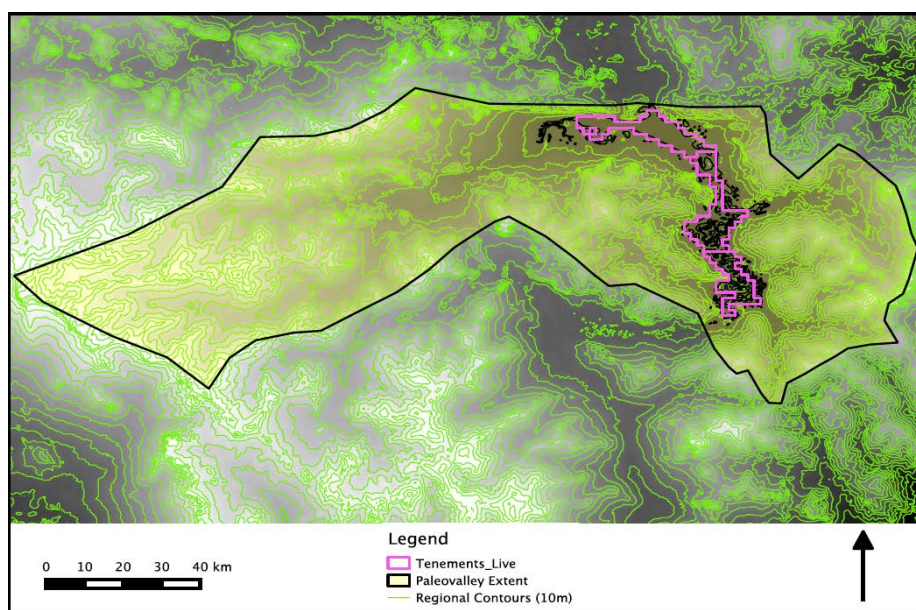 0 10 20 30 40 km
Legend
Tenements_Live
Paleovalley Extent
Regional Contours (10m)